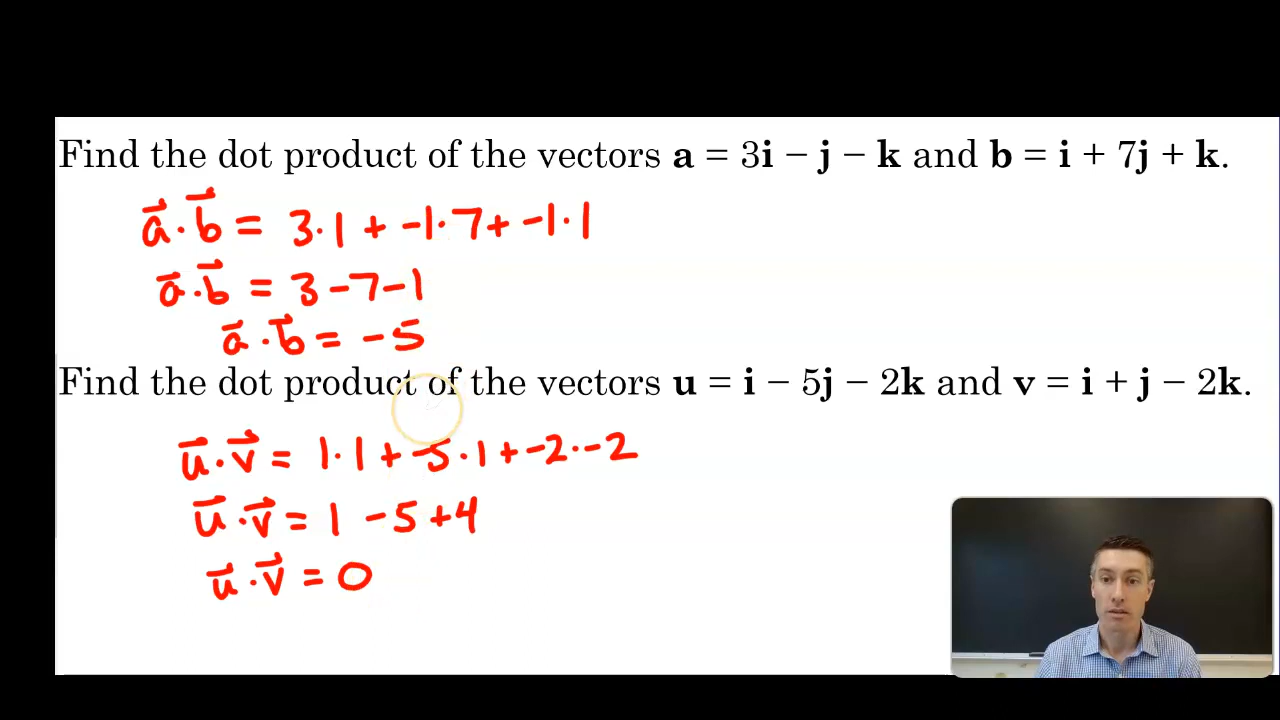 Find the dot product of the vectors a = 3i − j − k and b = i + 7j + k.
a⃗ · b⃗ = 3·1 + -1·7 + -1·1
a⃗ · b⃗ = 3 - 7 - 1
a⃗ · b⃗ = -5
Find the dot product of the vectors u = i − 5j − 2k and v = i + j − 2k.
u⃗ · v⃗ = 1·1 + -5·1 + -2·-2
u⃗ · v⃗ = 1 - 5 + 4
u⃗ · v⃗ = 0